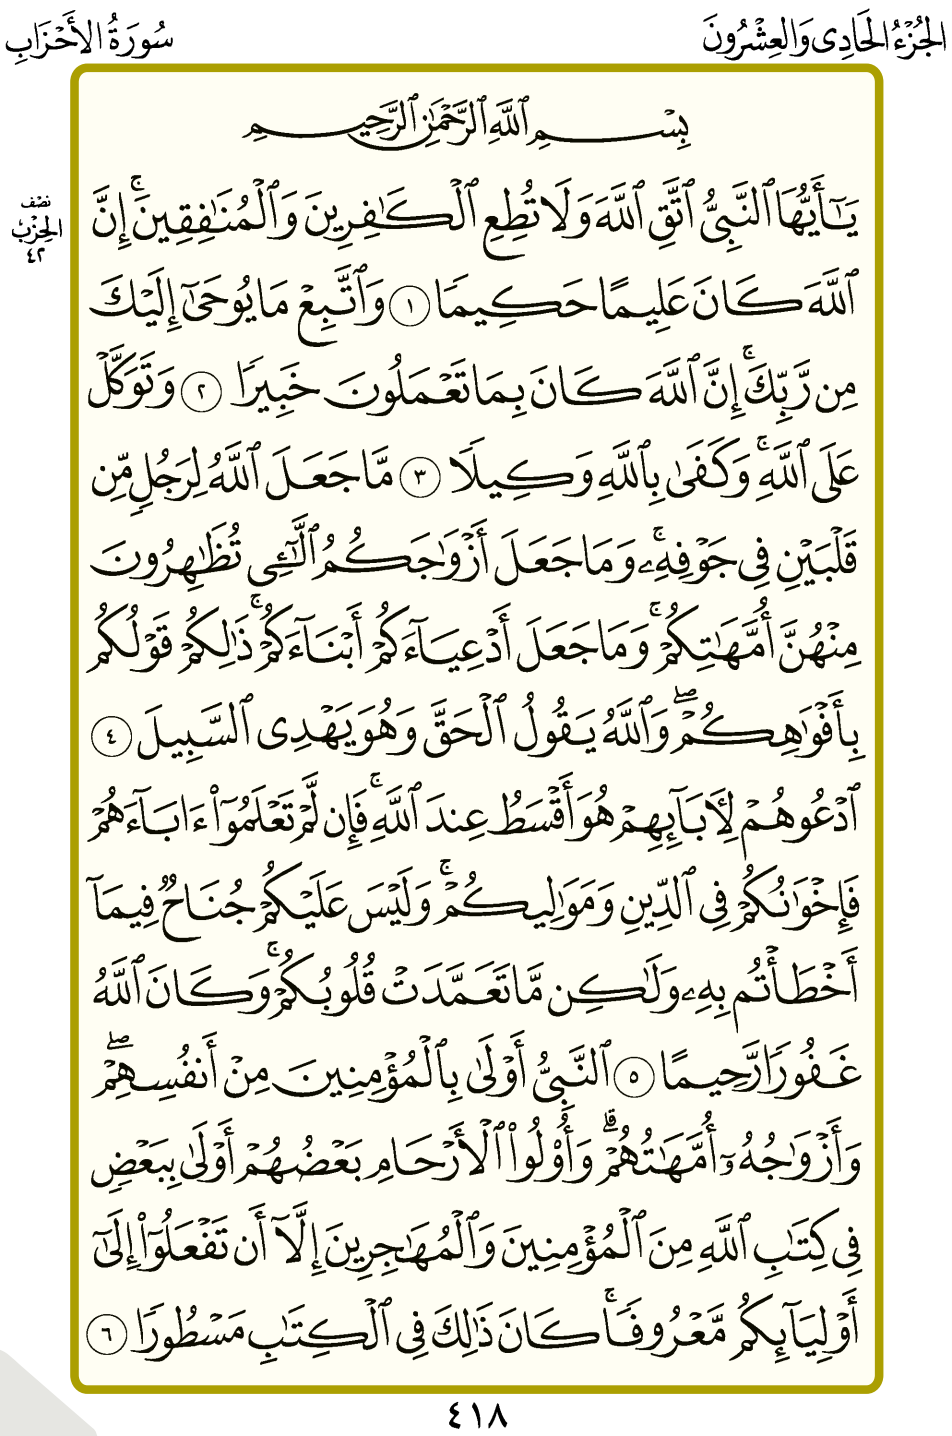 الجُزْءُ الحَادِى وَالعِشْرُونَ
سُورَةُ الأَحْزَابِ
بِسْمِ ٱللَّهِ ٱلرَّحْمَٰنِ ٱلرَّحِيمِ
نِصْف
الحِزْبُ
٤٢
يَٰٓأَيُّهَا ٱلنَّبِىُّ ٱتَّقِ ٱللَّهَ وَلَا تُطِعِ ٱلْكَٰفِرِينَ وَٱلْمُنَٰفِقِينَ ۚ إِنَّ
ٱللَّهَ كَانَ عَلِيمًا حَكِيمًا ١ وَٱتَّبِعْ مَا يُوحَىٰٓ إِلَيْكَ
مِن رَّبِّكَ ۚ إِنَّ ٱللَّهَ كَانَ بِمَا تَعْمَلُونَ خَبِيرًا ٢ وَتَوَكَّلْ
عَلَى ٱللَّهِ ۚ وَكَفَىٰ بِٱللَّهِ وَكِيلًا ٣ مَّا جَعَلَ ٱللَّهُ لِرَجُلٍ مِّن
قَلْبَيْنِ فِى جَوْفِهِۦ ۚ وَمَا جَعَلَ أَزْوَٰجَكُمُ ٱلَّٰٓـِٔى تُظَٰهِرُونَ
مِنْهُنَّ أُمَّهَٰتِكُمْ ۚ وَمَا جَعَلَ أَدْعِيَآءَكُمْ أَبْنَآءَكُمْ ۚ ذَٰلِكُمْ قَوْلُكُم
بِأَفْوَٰهِكُمْ ۖ وَٱللَّهُ يَقُولُ ٱلْحَقَّ وَهُوَ يَهْدِى ٱلسَّبِيلَ ٤
ٱدْعُوهُمْ لِءَابَآئِهِمْ هُوَ أَقْسَطُ عِندَ ٱللَّهِ ۚ فَإِن لَّمْ تَعْلَمُوٓا۟ ءَابَآءَهُمْ
فَإِخْوَٰنُكُمْ فِى ٱلدِّينِ وَمَوَٰلِيكُمْ ۚ وَلَيْسَ عَلَيْكُمْ جُنَاحٌ فِيمَآ
أَخْطَأْتُم بِهِۦ وَلَٰكِن مَّا تَعَمَّدَتْ قُلُوبُكُمْ ۚ وَكَانَ ٱللَّهُ
غَفُورًا رَّحِيمًا ٥ ٱلنَّبِىُّ أَوْلَىٰ بِٱلْمُؤْمِنِينَ مِنْ أَنفُسِهِمْ ۖ
وَأَزْوَٰجُهُۥٓ أُمَّهَٰتُهُمْ ۗ وَأُو۟لُوا۟ ٱلْأَرْحَامِ بَعْضُهُمْ أَوْلَىٰ بِبَعْضٍ
فِى كِتَٰبِ ٱللَّهِ مِنَ ٱلْمُؤْمِنِينَ وَٱلْمُهَٰجِرِينَ إِلَّآ أَن تَفْعَلُوٓا۟ إِلَىٰٓ
أَوْلِيَآئِكُم مَّعْرُوفًا ۚ كَانَ ذَٰلِكَ فِى ٱلْكِتَٰبِ مَسْطُورًا ٦
٤١٨